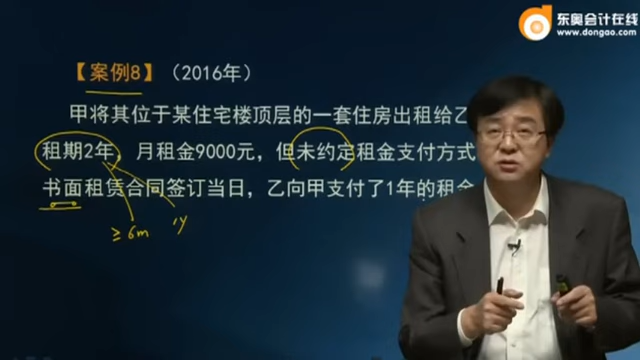 东奥会计在线
www.dongao.com
【案例8】（2016年）
甲将其位于某住宅楼顶层的一套住房出租给乙
租期2年，月租金9000元，但未约定租金支付方式
书面租赁合同签订当日，乙向甲支付了1年的租金
≥6m
1y